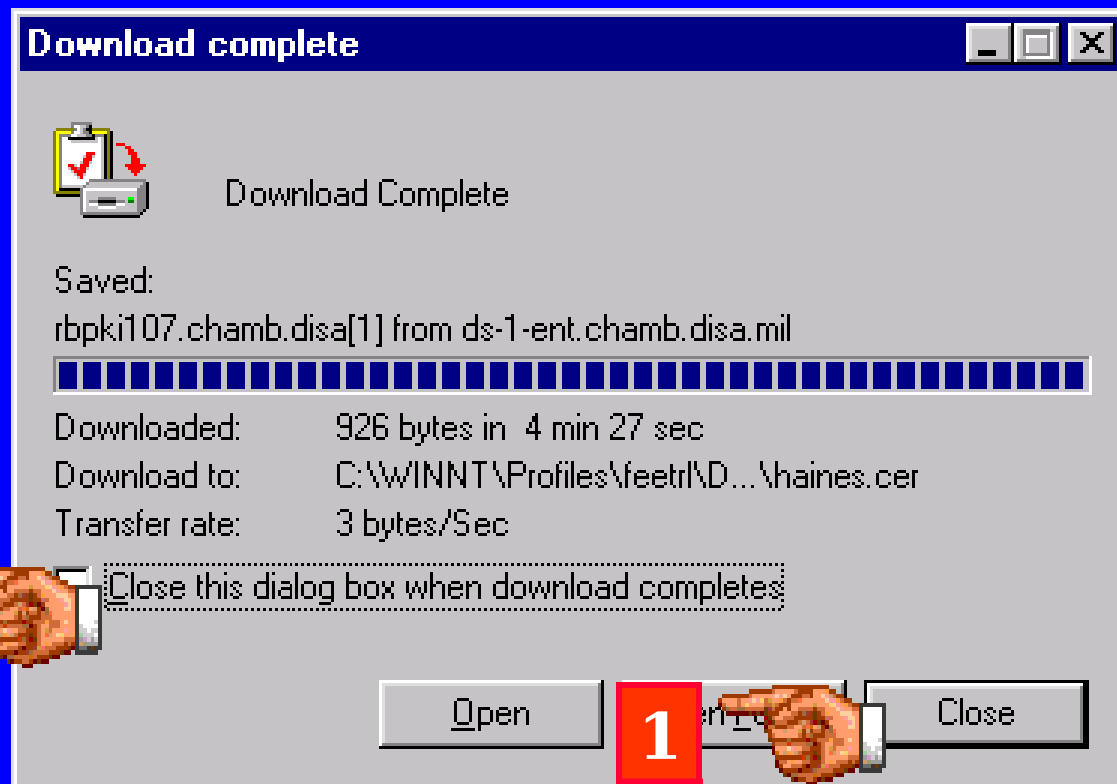 Download complete
Download Complete
Saved:
rbpki107.chamb.disa[1] from ds-1-ent.chamb.disa.mil
Downloaded: 926 bytes in 4 min 27 sec
Download to: C:\WINNT\Profiles\feetrl\D...\haines.cer
Transfer rate: 3 bytes/Sec
Close this dialog box when download completes
Open 1 Close